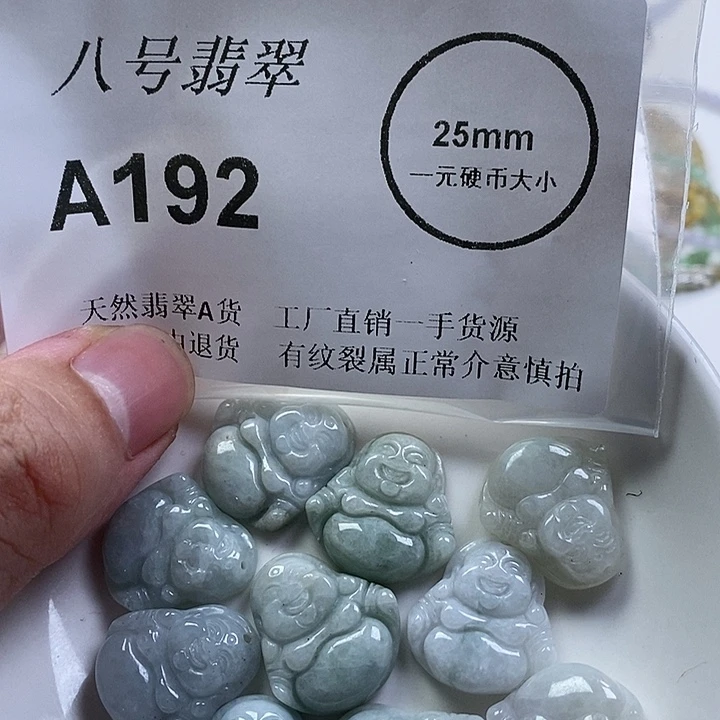 八号翡翠
25mm
一元硬币大小
A192
天然翡翠A货 工厂直销一手货源
退货 有纹裂属正常介意慎拍